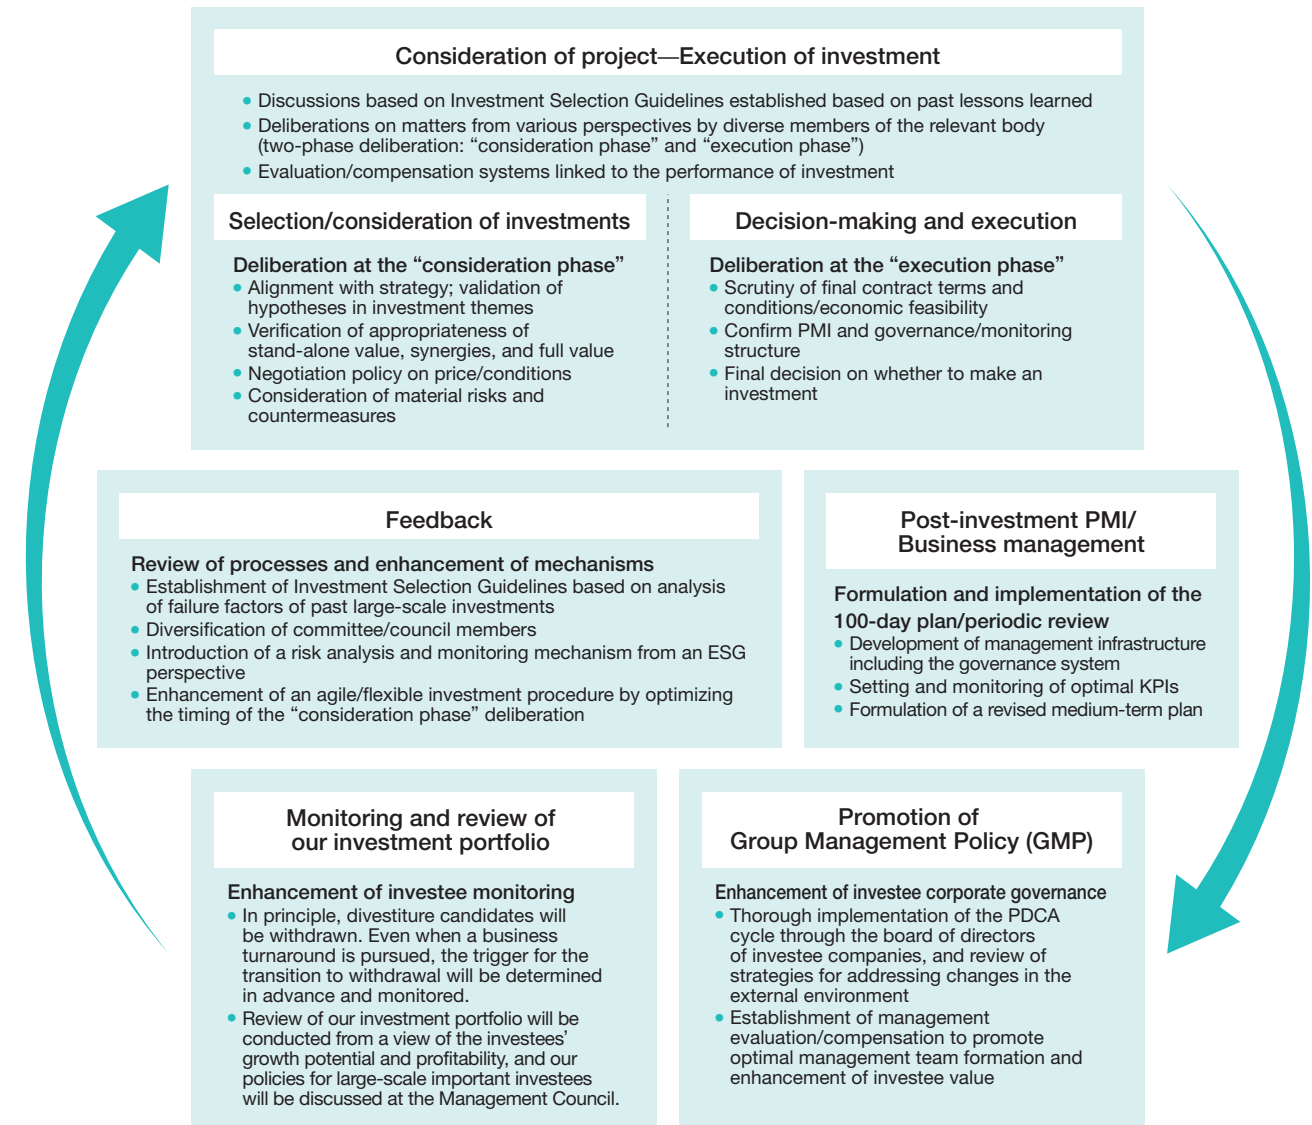 Consideration of project—Execution of investment
• Discussions based on Investment Selection Guidelines established based on past lessons learned
• Deliberations on matters from various perspectives by diverse members of the relevant body
(two-phase deliberation: “consideration phase” and “execution phase”)
• Evaluation/compensation systems linked to the performance of investment
Selection/consideration of investments
Deliberation at the “consideration phase”
• Alignment with strategy; validation of
hypotheses in investment themes
• Verification of appropriateness of
stand-alone value, synergies, and full value
• Negotiation policy on price/conditions
• Consideration of material risks and
countermeasures
Decision-making and execution
Deliberation at the “execution phase”
• Scrutiny of final contract terms and
conditions/economic feasibility
• Confirm PMI and governance/monitoring
structure
• Final decision on whether to make an
investment
Feedback
Review of processes and enhancement of mechanisms
• Establishment of Investment Selection Guidelines based on analysis
of failure factors of past large-scale investments
• Diversification of committee/council members
• Introduction of a risk analysis and monitoring mechanism from an ESG
perspective
• Enhancement of an agile/flexible investment procedure by optimizing
the timing of the “consideration phase” deliberation
Post-investment PMI/
Business management
Formulation and implementation of the
100-day plan/periodic review
• Development of management infrastructure
including the governance system
• Setting and monitoring of optimal KPIs
• Formulation of a revised medium-term plan
Monitoring and review of
our investment portfolio
Enhancement of investee monitoring
• In principle, divestiture candidates will
be withdrawn. Even when a business
turnaround is pursued, the trigger for the
transition to withdrawal will be determined
in advance and monitored.
• Review of our investment portfolio will be
conducted from a view of the investees’
growth potential and profitability, and our
policies for large-scale important investees
will be discussed at the Management Council.
Promotion of
Group Management Policy (GMP)
Enhancement of investee corporate governance
• Thorough implementation of the PDCA
cycle through the board of directors
of investee companies, and review of
strategies for addressing changes in the
external environment
• Establishment of management
evaluation/compensation to promote
optimal management team formation and
enhancement of investee value